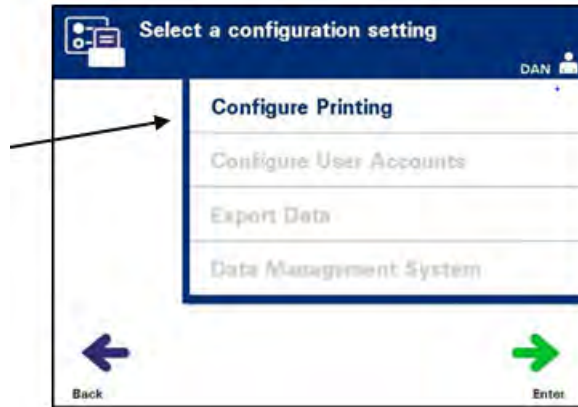 Select a configuration setting
DAN
Configure Printing
Configure User Accounts
Export Data
Data Management System
Back
Enter